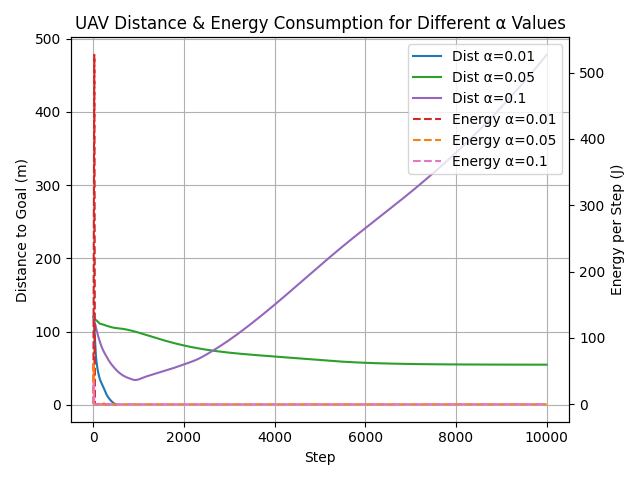 UAV Distance & Energy Consumption for Different α Values
Dist α=0.01
Dist α=0.05
Dist α=0.1
Energy α=0.01
Energy α=0.05
Energy α=0.1
Distance to Goal (m)
500
400
300
200
100
0
Energy per Step (J)
500
400
300
200
100
0
0 2000 4000 6000 8000 10000
Step